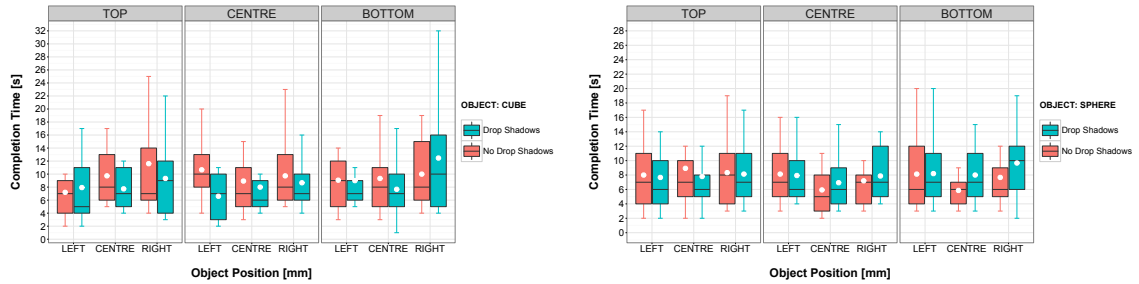 TOP CENTRE BOTTOM
Completion Time [s]
32
30
28
26
24
22
20
18
16
14
12
10
8
6
4
2
0
LEFT CENTRE RIGHT LEFT CENTRE RIGHT LEFT CENTRE RIGHT
Object Position [mm]
OBJECT: CUBE
Drop Shadows
No Drop Shadows
TOP CENTRE BOTTOM
Completion Time [s]
28
26
24
22
20
18
16
14
12
10
8
6
4
2
0
LEFT CENTRE RIGHT LEFT CENTRE RIGHT LEFT CENTRE RIGHT
Object Position [mm]
OBJECT: SPHERE
Drop Shadows
No Drop Shadows